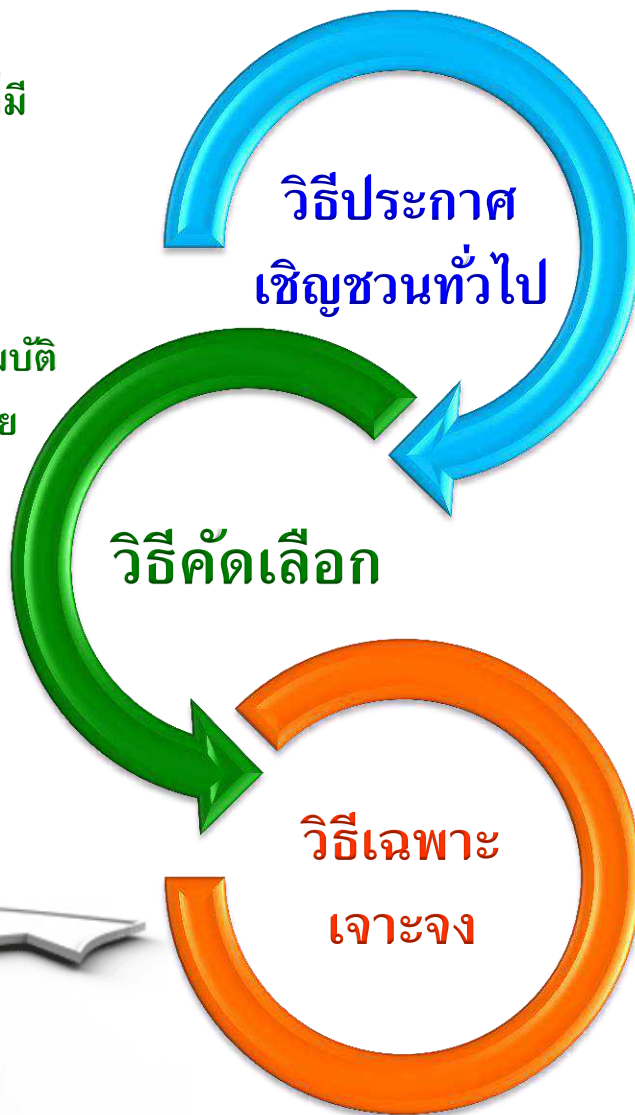 มี
วิธีประกาศ
เชิญชวนทั่วไป
วิธีคัดเลือก
วิธีเฉพาะ
เจาะจง